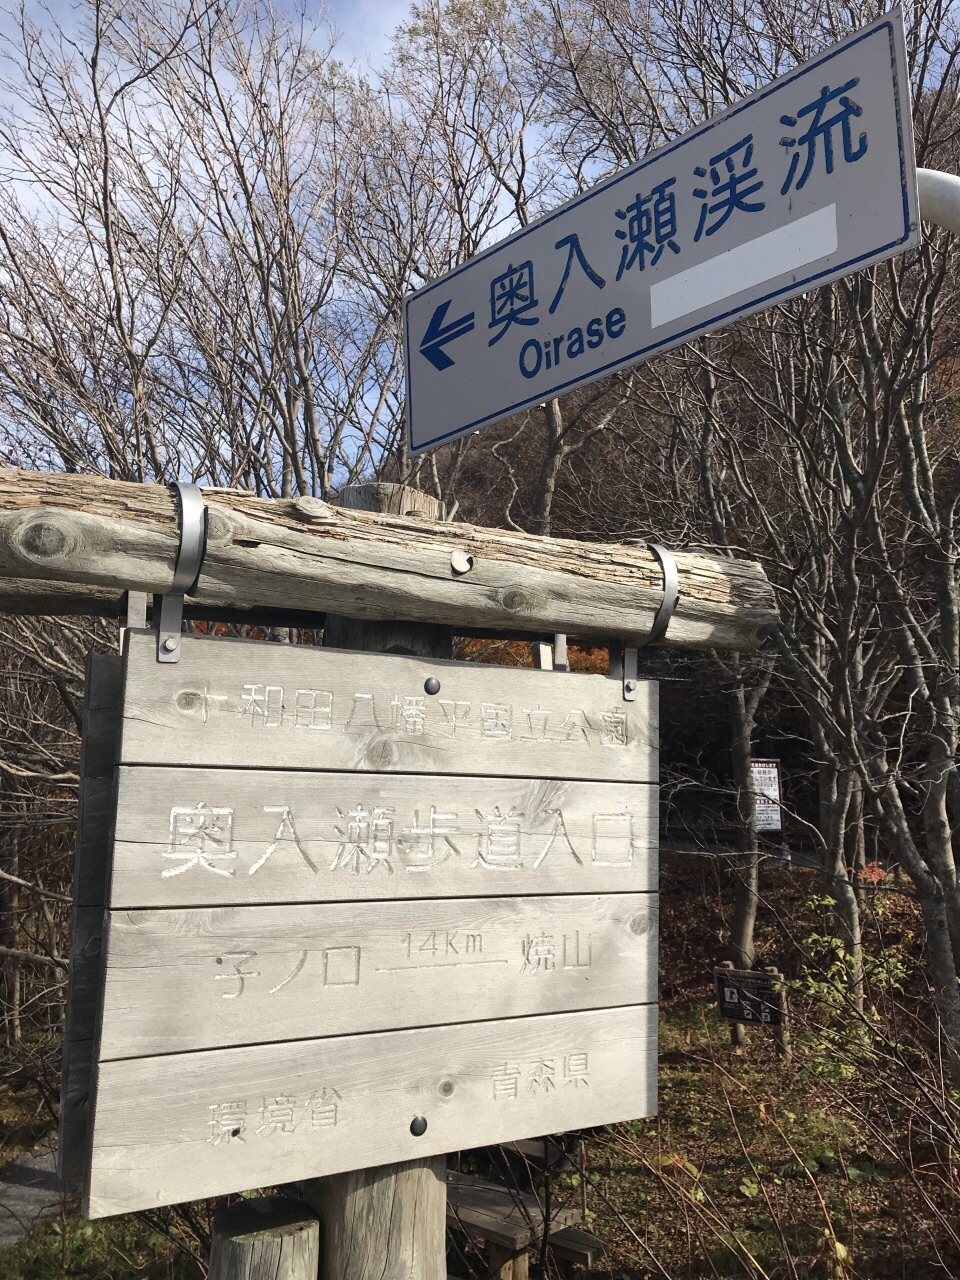 ← 奥入瀬渓流
Oirase
十和田八幡平国立公園
奥入瀬歩道入口
子ノ口 14Km 焼山
環境省 青森県